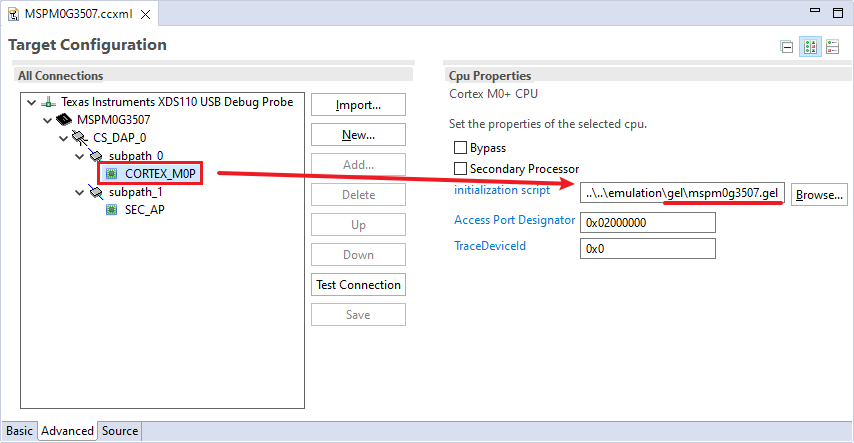 MSPM0G3507.ccxml
Target Configuration
All Connections
Texas Instruments XDS110 USB Debug Probe
MSPM0G3507
CS_DAP_0
subpath_0
CORTEX_M0P
subpath_1
SEC_AP
Import...
New...
Add...
Delete
Up
Down
Test Connection
Save
Cpu Properties
Cortex M0+ CPU
Set the properties of the selected cpu.
Bypass
Secondary Processor
initialization script ..\..\emulation\gel\mspm0g3507.gel Browse...
Access Port Designator 0x02000000
TraceDeviceId 0x0
Basic Advanced Source